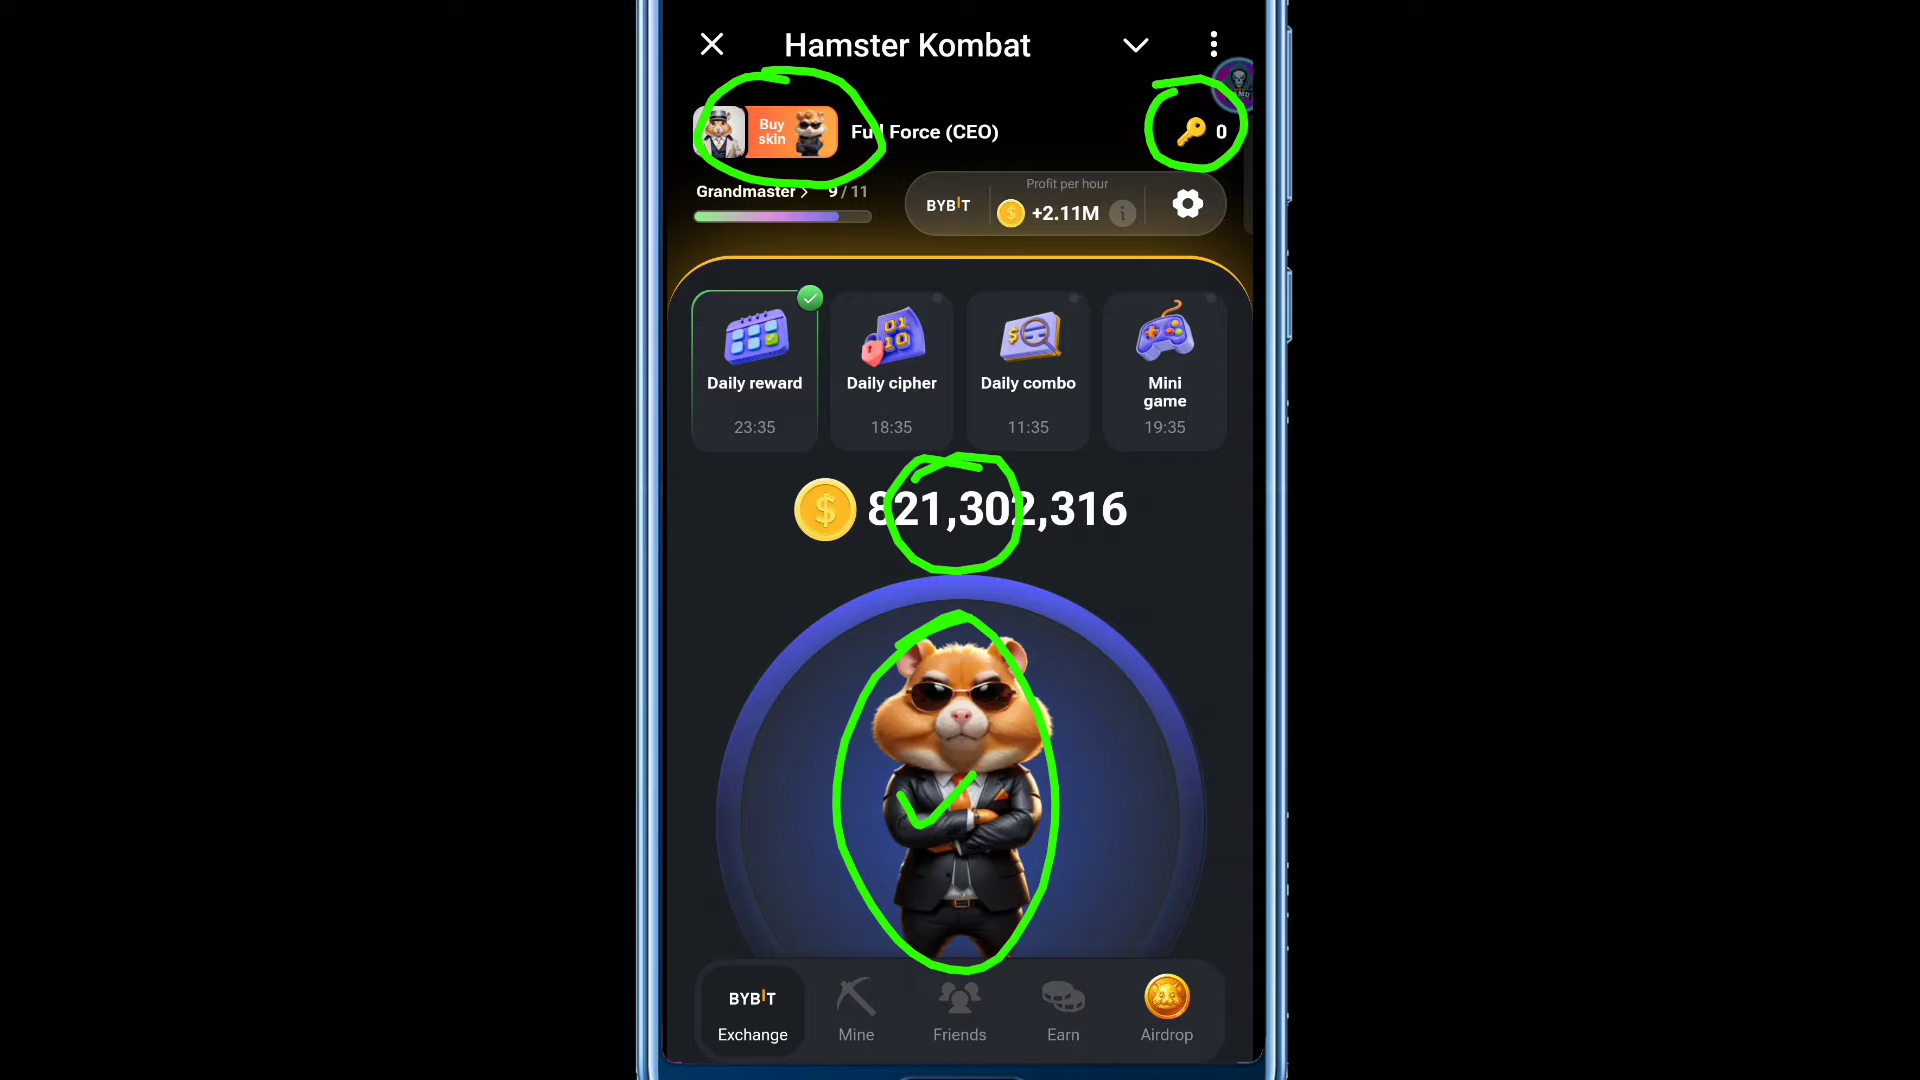 Hamster Kombat
Buy
skin
Full Force (CEO)
0
Grandmaster > 9 / 11
Profit per hour
BYBIT
+2.11M
Daily reward
23:35
Daily cipher
18:35
Daily combo
11:35
Mini
game
19:35
821,302,316
BYBIT
Exchange
Mine
Friends
Earn
Airdrop